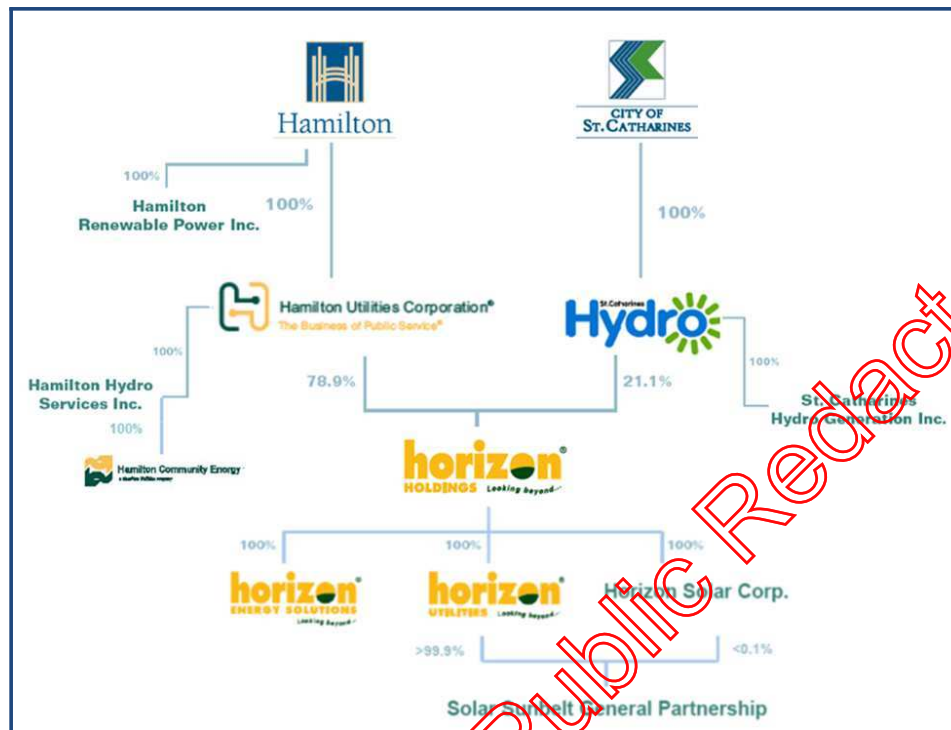 Hamilton
CITY OF
ST. CATHARINES
100%
Hamilton
Renewable Power Inc.
100%
100%
Hamilton Utilities Corporation®
The Business of Public Service®
St.Catharines
Hydro
100%
Hamilton Hydro
Services Inc.
100%
Hamilton Community Energy
78.9%
21.1%
100%
St. Catharines
Hydro Generation Inc.
horizon®
HOLDINGS Looking beyond
100%
100%
100%
horizon®
ENERGY SOLUTIONS
Looking beyond
horizon®
UTILITIES Looking beyond
Horizon Solar Corp.
>99.9%
<0.1%
Solar Sunbelt General Partnership
Public Redact